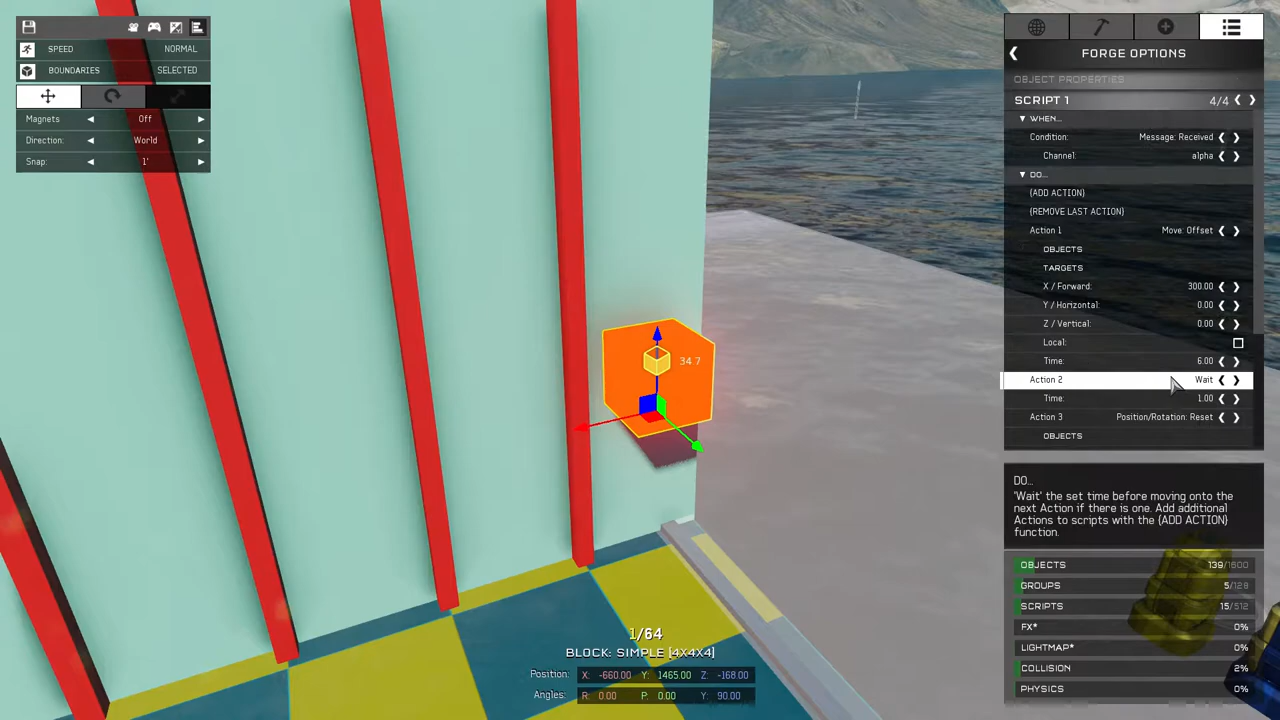 SPEED NORMAL
BOUNDARIES SELECTED
Magnets Off
Direction: World
Snap: 1'
34.7
1/64
BLOCK: SIMPLE [4X4X4]
Position: X: -660.00 Y: 1465.00 Z: -168.00
Angles: R: 0.00 P: 0.00 Y: 90.00
FORGE OPTIONS
OBJECT PROPERTIES
SCRIPT 1 4/4
WHEN...
Condition: Message: Received
Channel: alpha
DO...
(ADD ACTION)
(REMOVE LAST ACTION)
Action 1 Move: Offset
OBJECTS
TARGETS
X / Forward: 300.00
Y / Horizontal: 0.00
Z / Vertical: 0.00
Local:
Time: 6.00
Action 2 Wait
Time: 1.00
Action 3 Position/Rotation: Reset
OBJECTS
DO...
'Wait' the set time before moving onto the
next Action if there is one. Add additional
Actions to scripts with the (ADD ACTION)
function.
OBJECTS 139/1600
GROUPS 5/128
SCRIPTS 15/512
FX* 0%
LIGHTMAP* 0%
COLLISION 2%
PHYSICS 0%